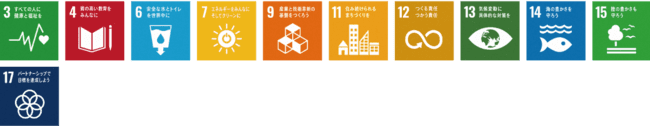 3 すべての人に
健康と福祉を
4 質の高い教育を
みんなに
6 安全な水とトイレ
を世界中に
7 エネルギーをみんなに
そしてクリーンに
9 産業と技術革新の
基盤をつくろう
11 住み続けられる
まちづくりを
12 つくる責任
つかう責任
13 気候変動に
具体的な対策を
14 海の豊かさを
守ろう
15 陸の豊かさも
守ろう
17 パートナーシップで
目標を達成しよう